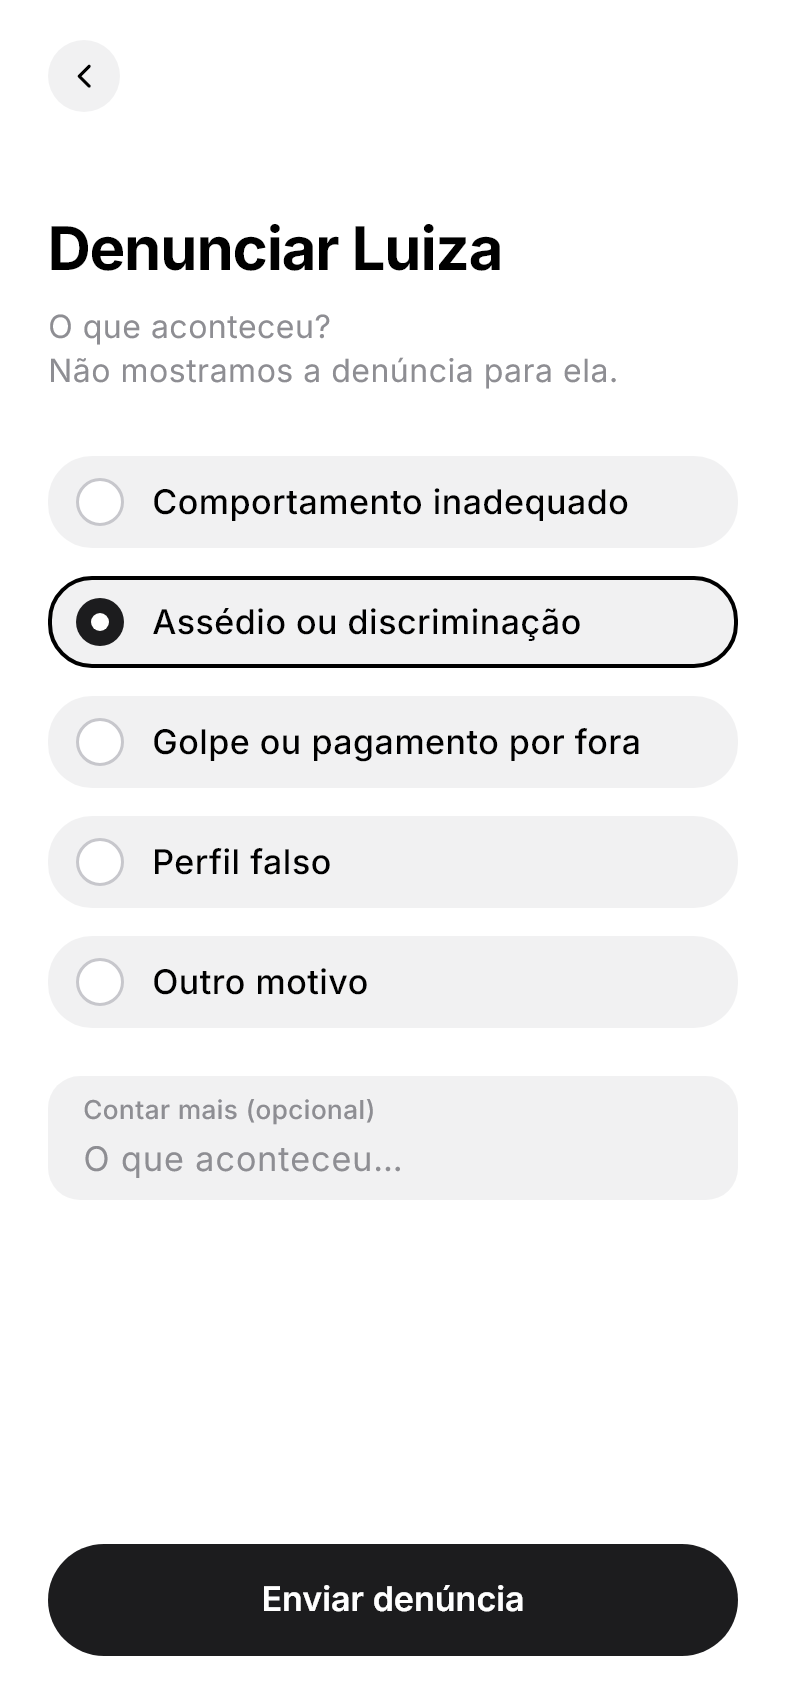 Denunciar Luiza
O que aconteceu?
Não mostramos a denúncia para ela.
Comportamento inadequado
Assédio ou discriminação
Golpe ou pagamento por fora
Perfil falso
Outro motivo
Contar mais (opcional)
O que aconteceu...
Enviar denúncia